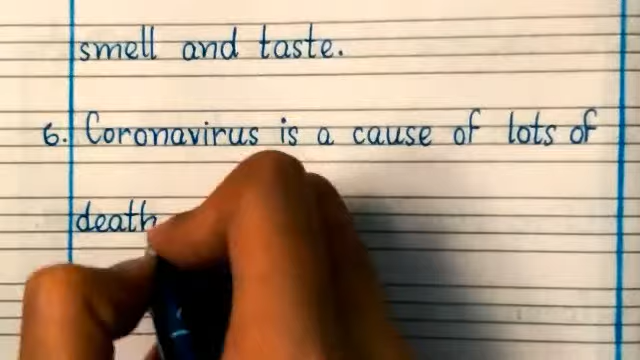 smell and taste.
6. Coronavirus is a cause of lots of
death